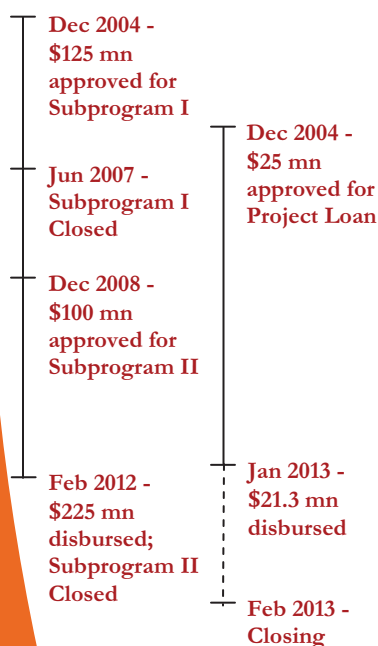 Dec 2004 -
$125 mn
approved for
Subprogram I
Jun 2007 -
Subprogram I
Closed
Dec 2008 -
$100 mn
approved for
Subprogram II
Feb 2012 -
$225 mn
disbursed;
Subprogram II
Closed
Dec 2004 -
$25 mn
approved for
Project Loan
Jan 2013 -
$21.3 mn
disbursed
Feb 2013 -
Closing